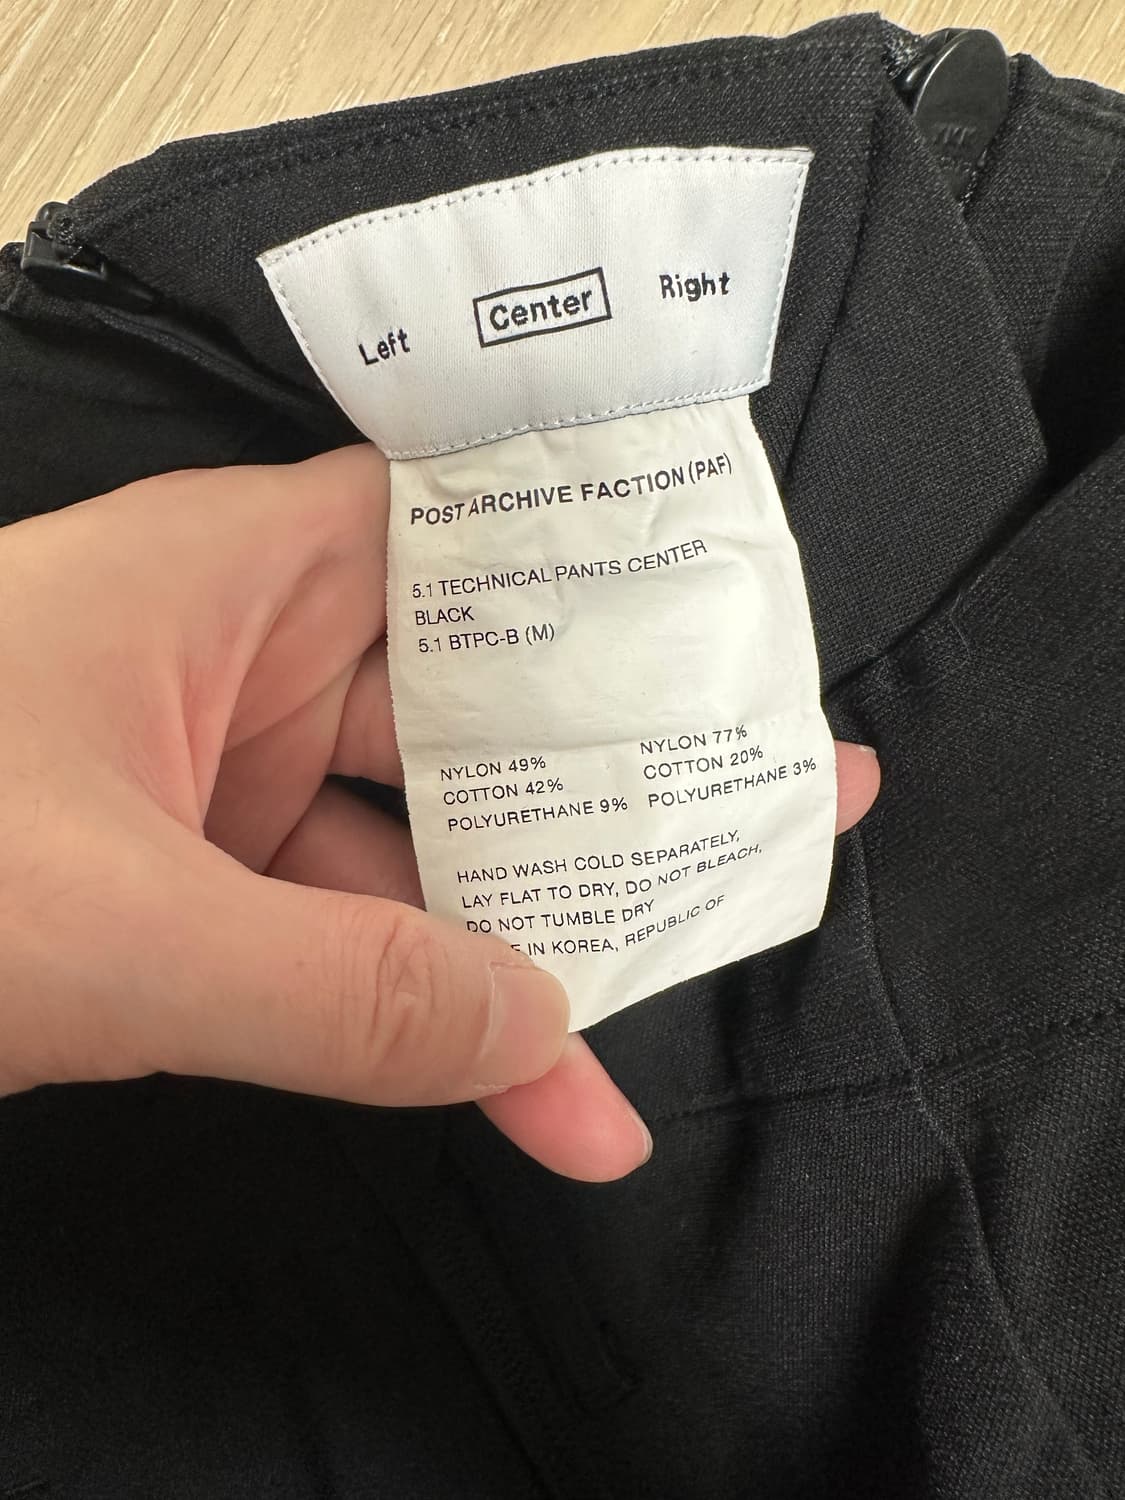 Left Center Right
POST ARCHIVE FACTION (PAF)
5.1 TECHNICAL PANTS CENTER
BLACK
5.1 BTPC-B (M)
NYLON 49%
COTTON 42%
POLYURETHANE 9%
NYLON 77%
COTTON 20%
POLYURETHANE 3%
HAND WASH COLD SEPARATELY,
LAY FLAT TO DRY, DO NOT BLEACH,
DO NOT TUMBLE DRY
IN KOREA, REPUBLIC OF